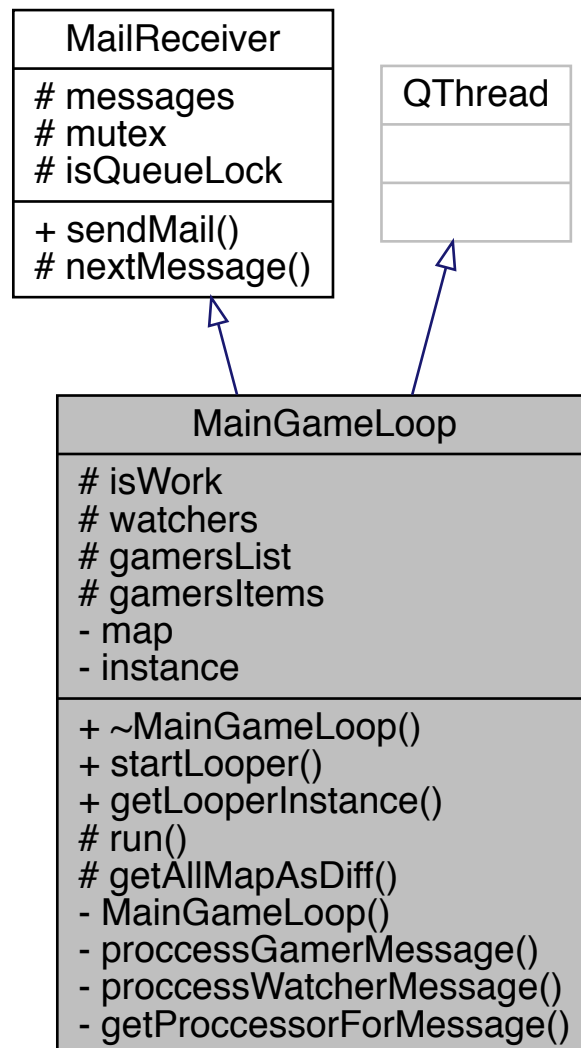 MailReceiver
# messages
# mutex
# isQueueLock
+ sendMail()
# nextMessage()
QThread
MainGameLoop
# isWork
# watchers
# gamersList
# gamersItems
- map
- instance
+ ~MainGameLoop()
+ startLooper()
+ getLooperInstance()
# run()
# getAllMapAsDiff()
- MainGameLoop()
- proccessGamerMessage()
- proccessWatcherMessage()
- getProccessorForMessage()